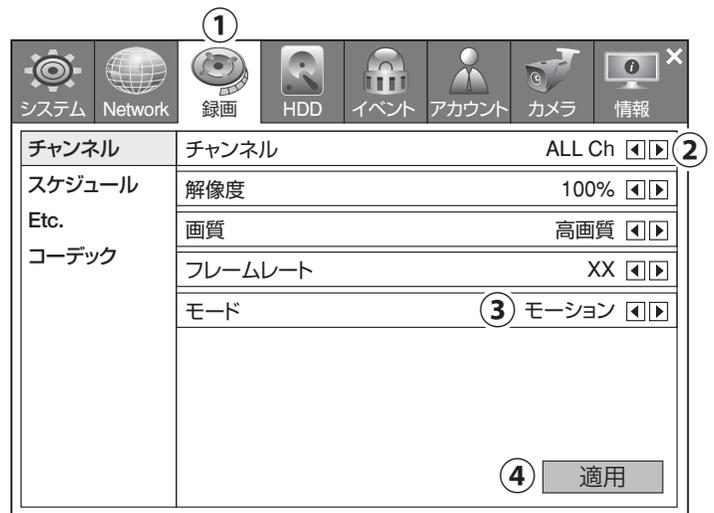 ①
システム Network 録画 HDD イベント アカウント カメラ 情報 ×
チャンネル
スケジュール
Etc.
コーデック
チャンネル ALL Ch ②
解像度 100%
画質 高画質
フレームレート XX
モード ③ モーション
④ 適用